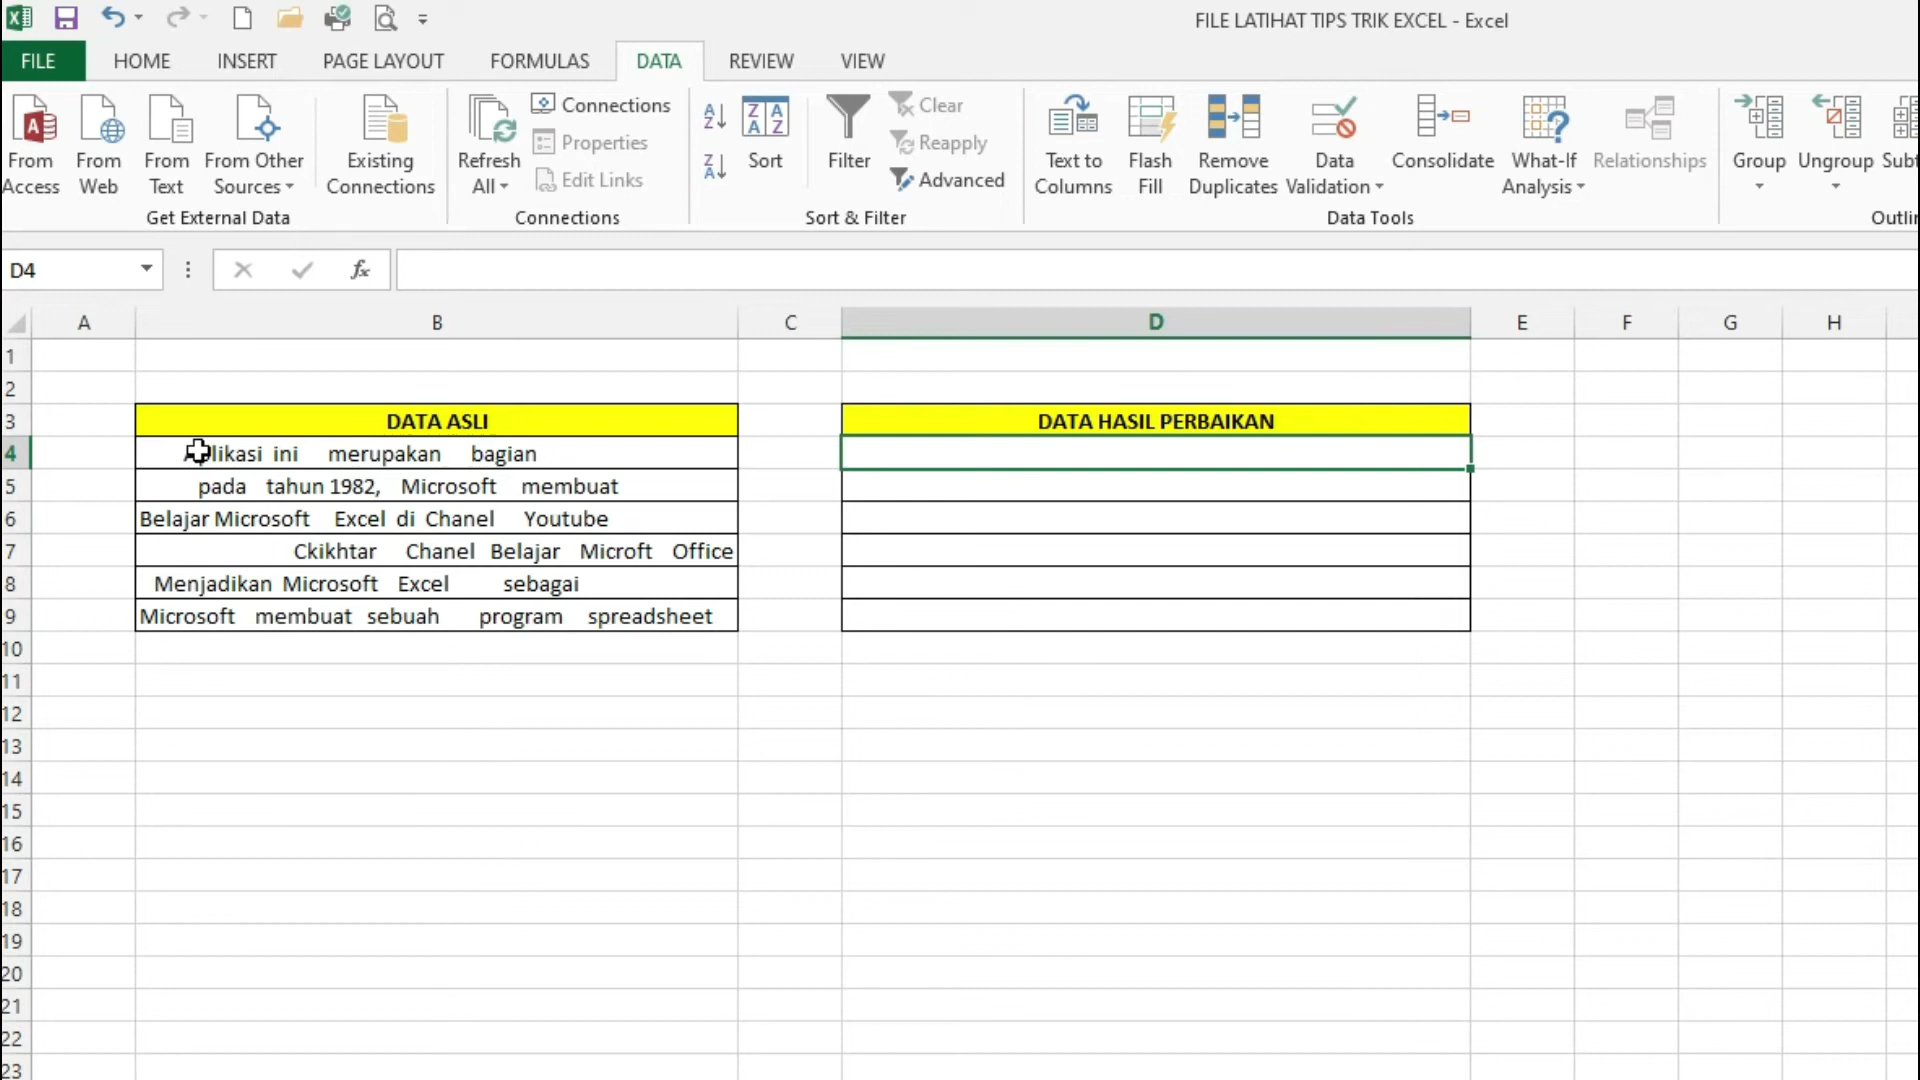 FILE LATIHAT TIPS TRIK EXCEL - Excel
FILE HOME INSERT PAGE LAYOUT FORMULAS DATA REVIEW VIEW
From Access
From Web
From Text
From Other Sources
Existing Connections
Get External Data
Refresh All
Connections
Properties
Edit Links
Connections
A Z
Z A
Z A A Z
Sort
Filter
Clear
Reapply
Advanced
Sort & Filter
Text to Columns
Flash Fill
Remove Duplicates
Data Validation
Consolidate
What-If Analysis
Relationships
Data Tools
Group
Ungroup
D4
fx
A B C D E F G H
1
2
3 DATA ASLI DATA HASIL PERBAIKAN
4 Aplikasi ini merupakan bagian
5 pada tahun 1982, Microsoft membuat
6 Belajar Microsoft Excel di Chanel Youtube
7 Ckikhtar Chanel Belajar Microft Office
8 Menjadikan Microsoft Excel sebagai
9 Microsoft membuat sebuah program spreadsheet
10
11
12
13
14
15
16
17
18
19
20
21
22
23